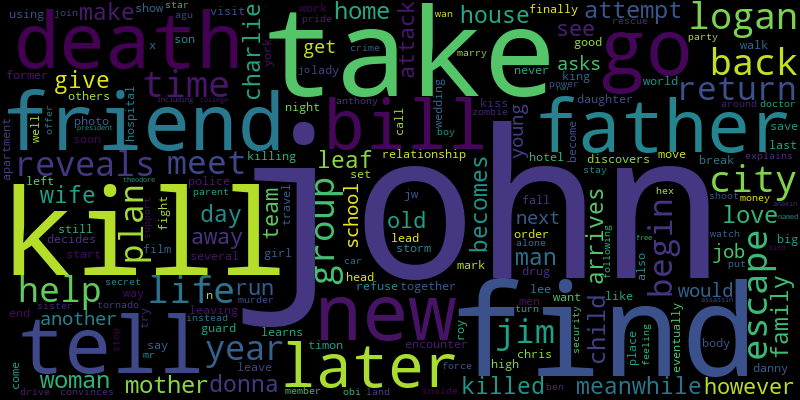 john
kill
take
find
friend
death
father
tell
new
go
bill
later
life
help
escape
city
back
logan
return
begin
group
year
jim
reveals
meet
time
plan
day
away
wife
woman
mother
donna
another
run
give
make
home
house
attempt
see
asks
get
charlie
attack
young
leaf
school
old
becomes
team
man
next
arrives
child
love
job
would
family
however
meanwhile
killed
killing
relationship
wedding
call
boy
kiss
zombie
night
others
photo
soon
well
offer
president
hospital
former
using
join
star
agu
show
visit
son
x
pride
york
work
crime
jolady
wan
marry
finally
rescue
party
never
good
king
power
daughter
world
walk
around
doctor
save
last
explains
discovers
break
move
hotel
become
stay
anthony
including
college
apartment
left
still
decides
start
theodore
support
fight
film
several
police
parent
girl
travel
set
car
head
refuse
together
mark
storm
lead
jw
order
alone
drug
fall
lee
men
turn
want
like
also
following
free
feeling
place
eventually
hex
shoot
money
named
anakin
watch
big
put
body
assassin
danny
security
chris
high
roy
force
ben
inside
land
obi
member
encounter
timon
learns
leave
guard
murder
n
secret
way
tornado
sister
end
try
stop
say
mr
instead
leaving
come
drive
convinces